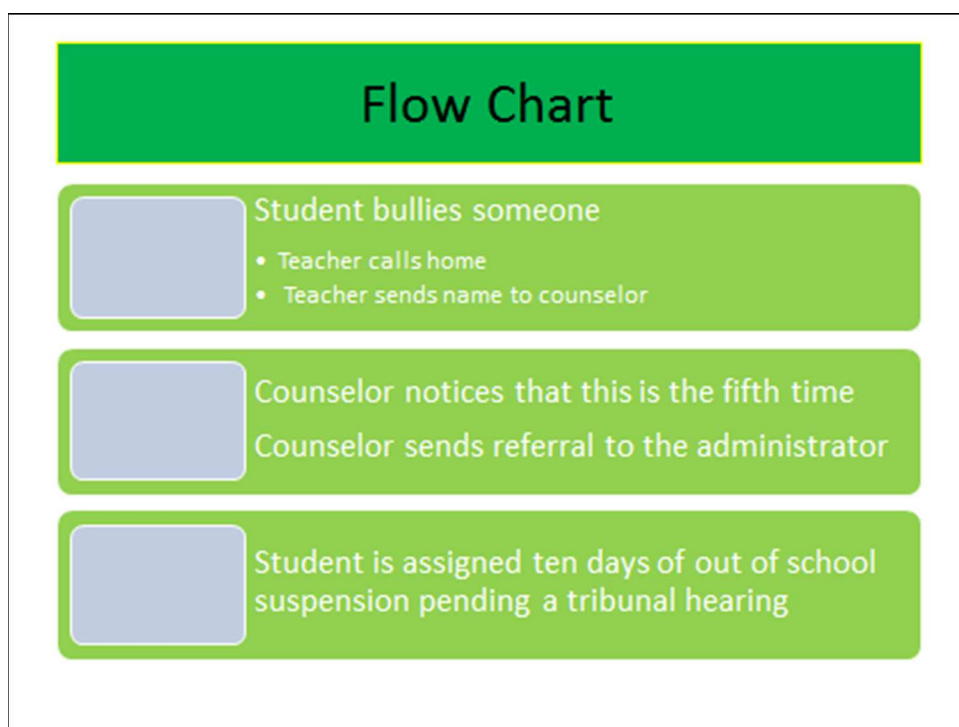 Flow Chart
Student bullies someone
• Teacher calls home
• Teacher sends name to counselor
Counselor notices that this is the fifth time
Counselor sends referral to the administrator
Student is assigned ten days of out of school
suspension pending a tribunal hearing